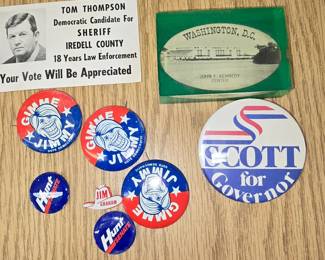 TOM THOMPSON
Democratic Candidate For
SHERIFF
IREDELL COUNTY
18 Years Law Enforcement
Your Vote Will Be Appreciated
WASHINGTON, D.C.
JOHN F. KENNEDY
CENTER
GIMME
JIMMY
GIMME
JIMMY
GIMME
JIMMY
SCOTT
for
Governor
Hunt
JIM
GRAHAM
Hunt